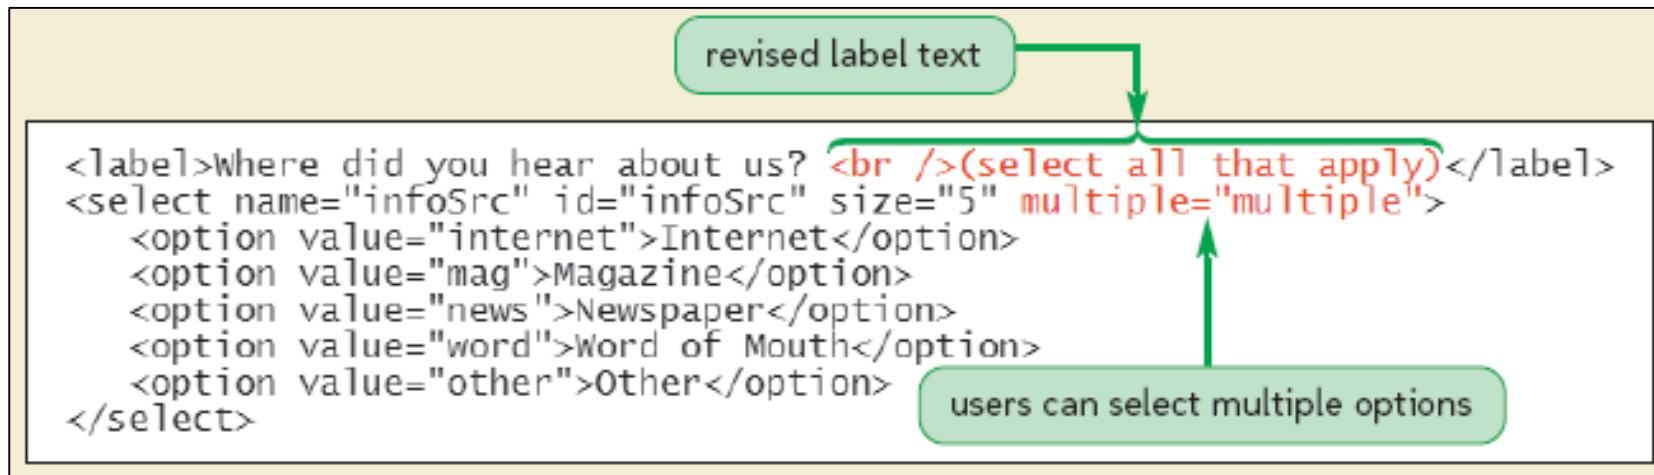 revised label text
<label>Where did you hear about us? <br />(select all that apply)</label>
<select name="infoSrc" id="infoSrc" size="5" multiple="multiple">
   <option value="internet">Internet</option>
   <option value="mag">Magazine</option>
   <option value="news">Newspaper</option>
   <option value="word">Word of Mouth</option>
   <option value="other">Other</option>
</select>
users can select multiple options